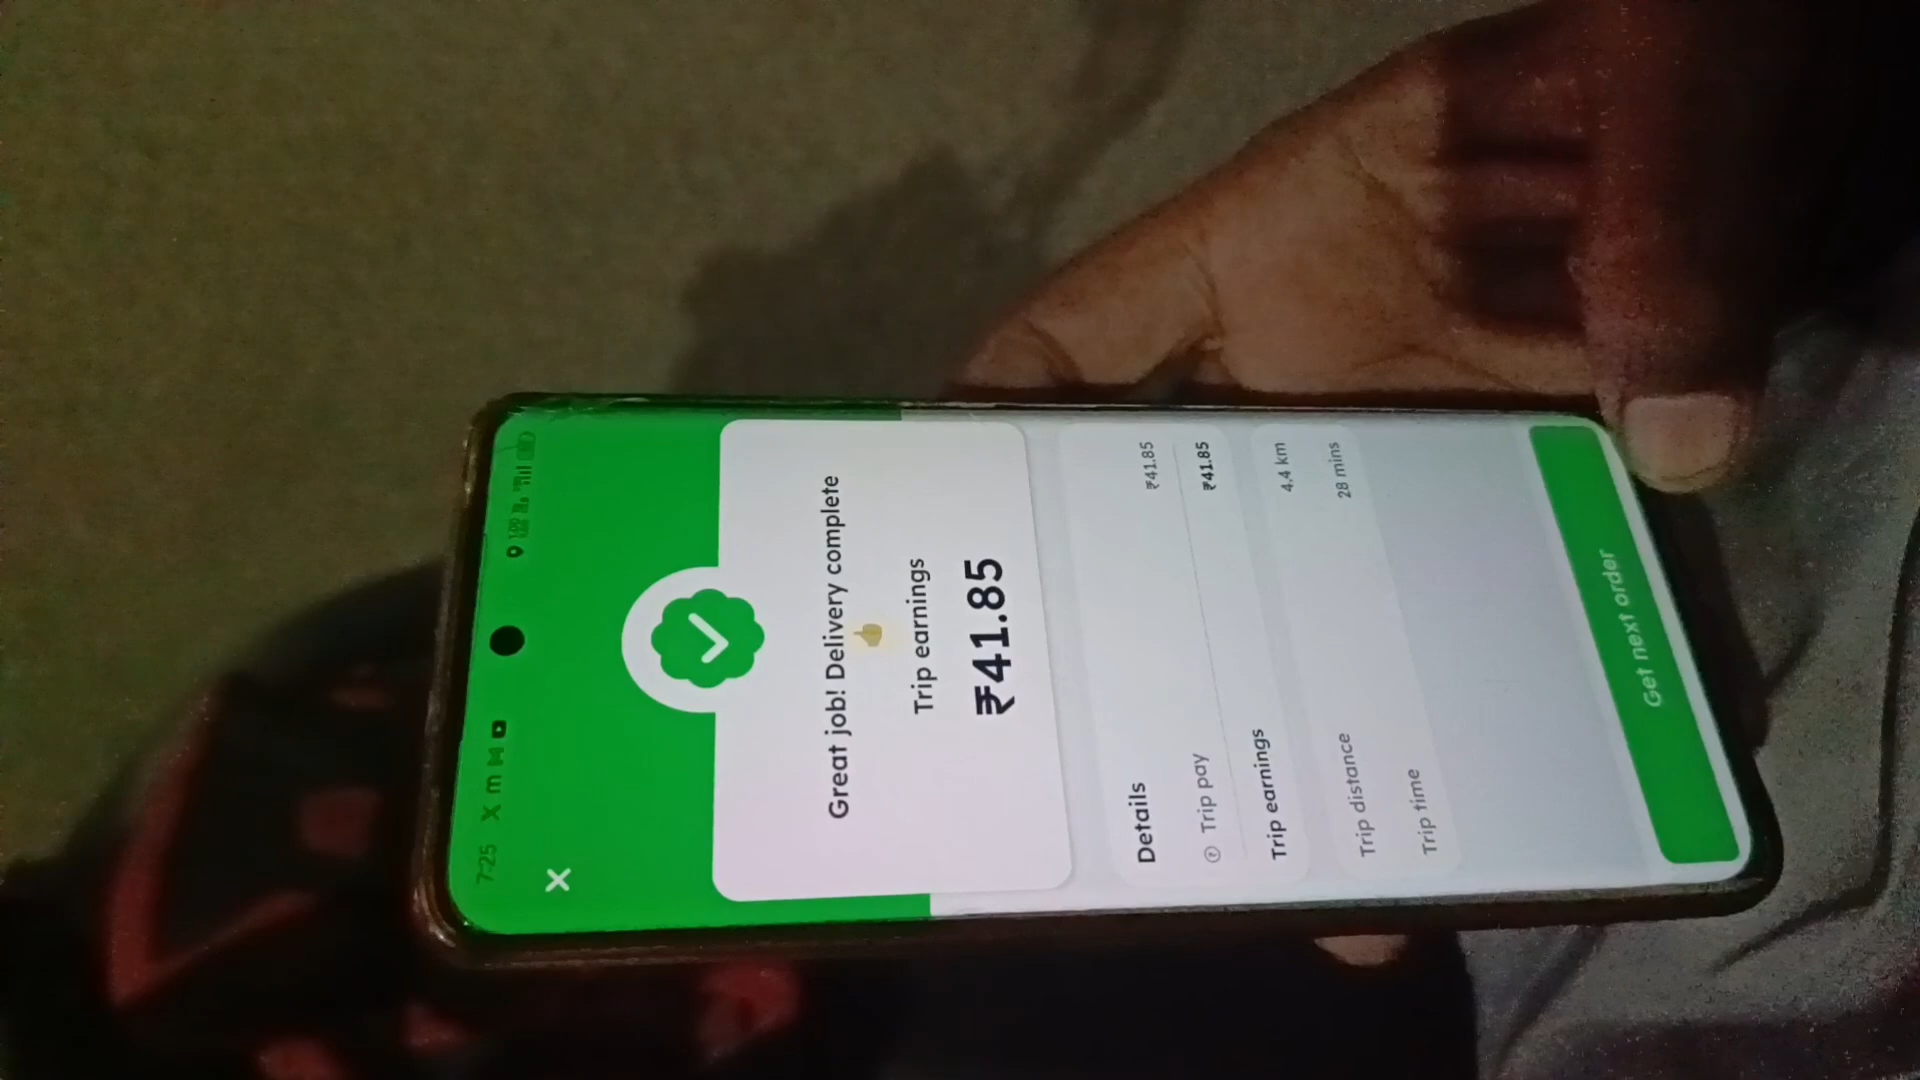 7:25 X m
Great job! Delivery complete
👍
Trip earnings
₹41.85
Details
Trip pay ₹41.85
Trip earnings ₹41.85
Trip distance 4.4 km
Trip time 28 mins
Get next order